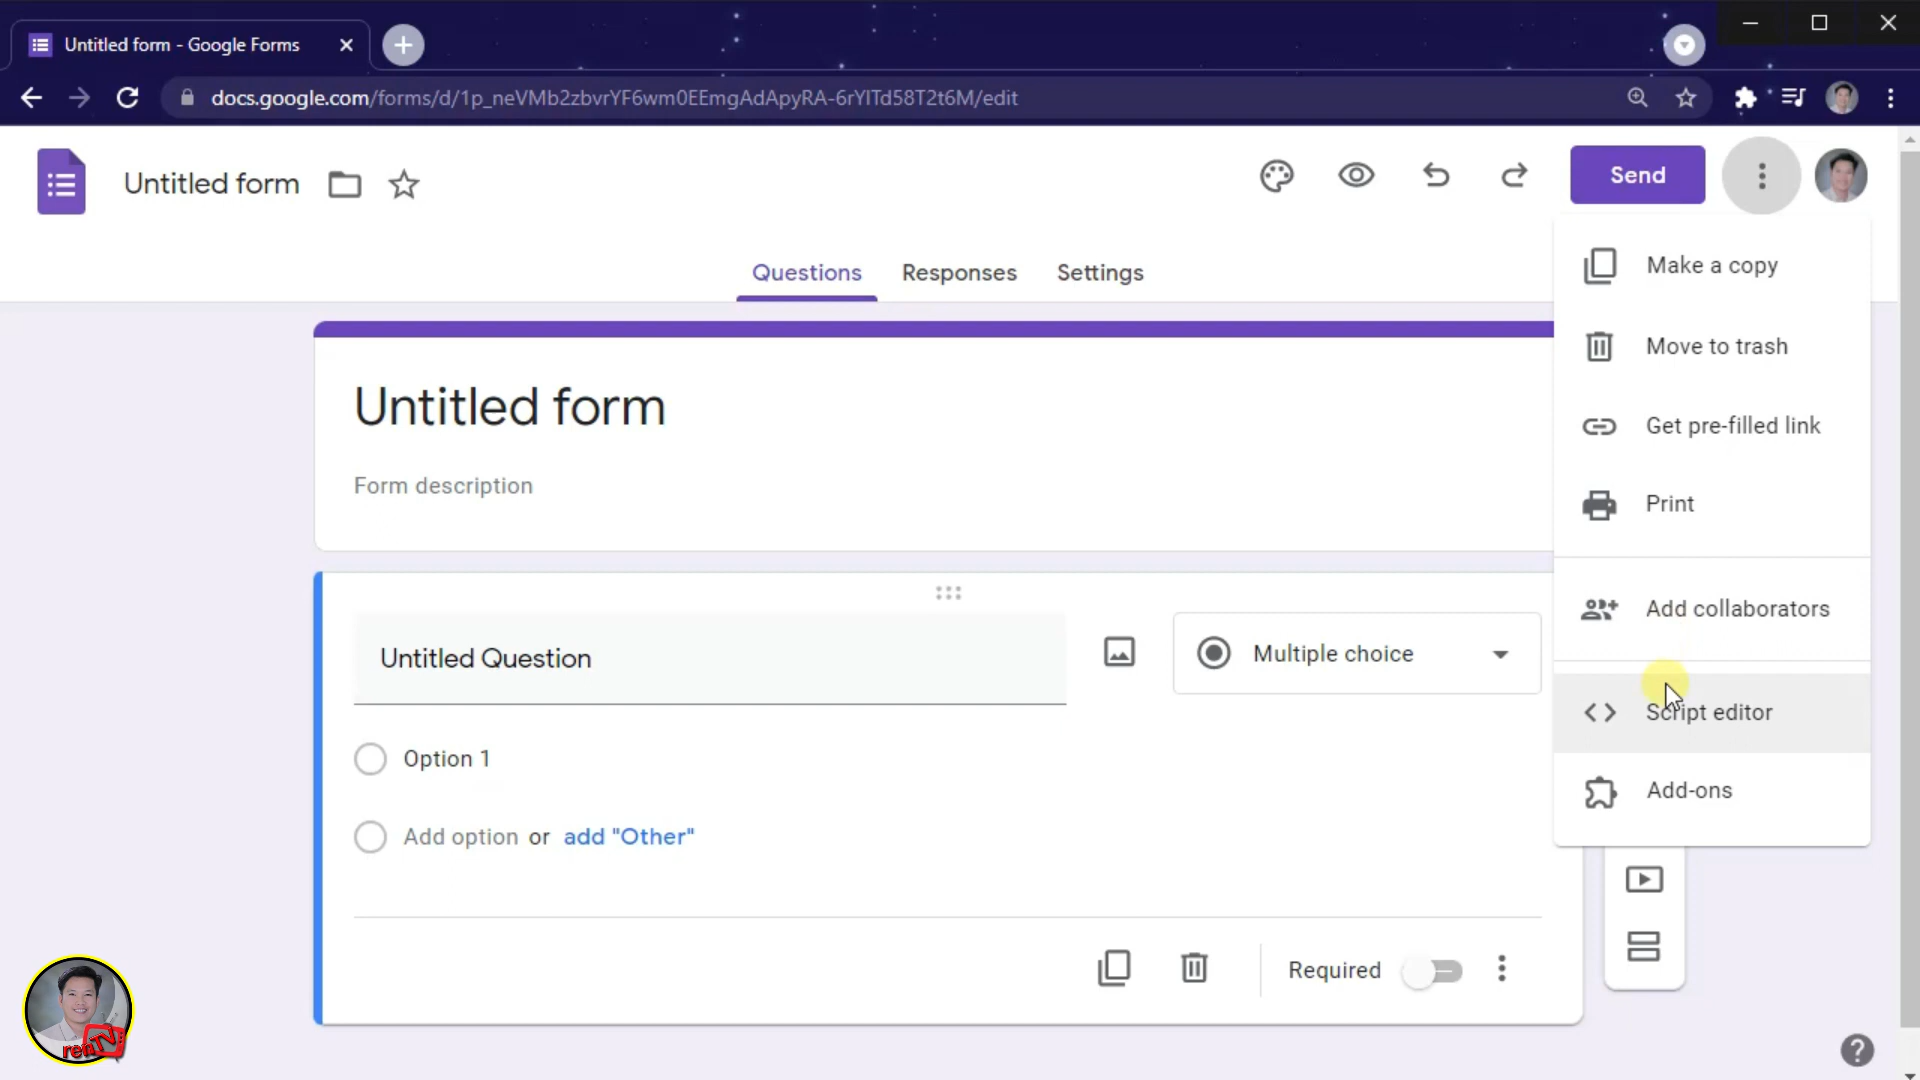 Untitled form - Google Forms
docs.google.com/forms/d/1p_neVMb2zbvrYF6wm0EEmgAdApyRA-6rYlTd58T2t6M/edit
Untitled form
Send
Questions
Responses
Settings
Make a copy
Move to trash
Get pre-filled link
Print
Add collaborators
Script editor
Add-ons
Untitled form
Form description
Untitled Question
Multiple choice
Option 1
Add option or add "Other"
Required
renTV